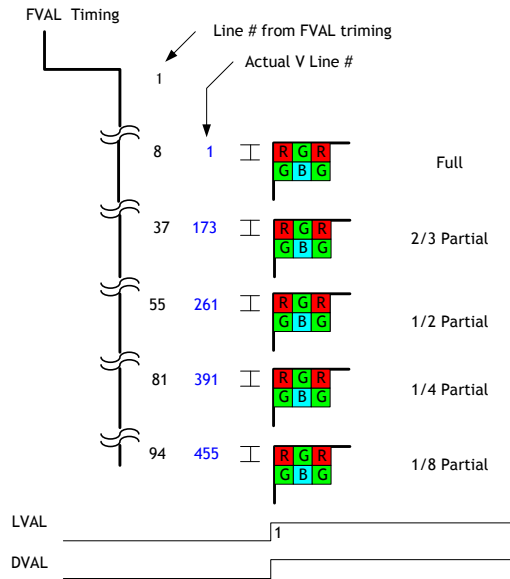 FVAL Timing
Line # from FVAL triming
Actual V Line #
1
8 1 R G R Full
G B G
37 173 R G R 2/3 Partial
G B G
55 261 R G R 1/2 Partial
G B G
81 391 R G R 1/4 Partial
G B G
94 455 R G R 1/8 Partial
G B G
LVAL 1
DVAL